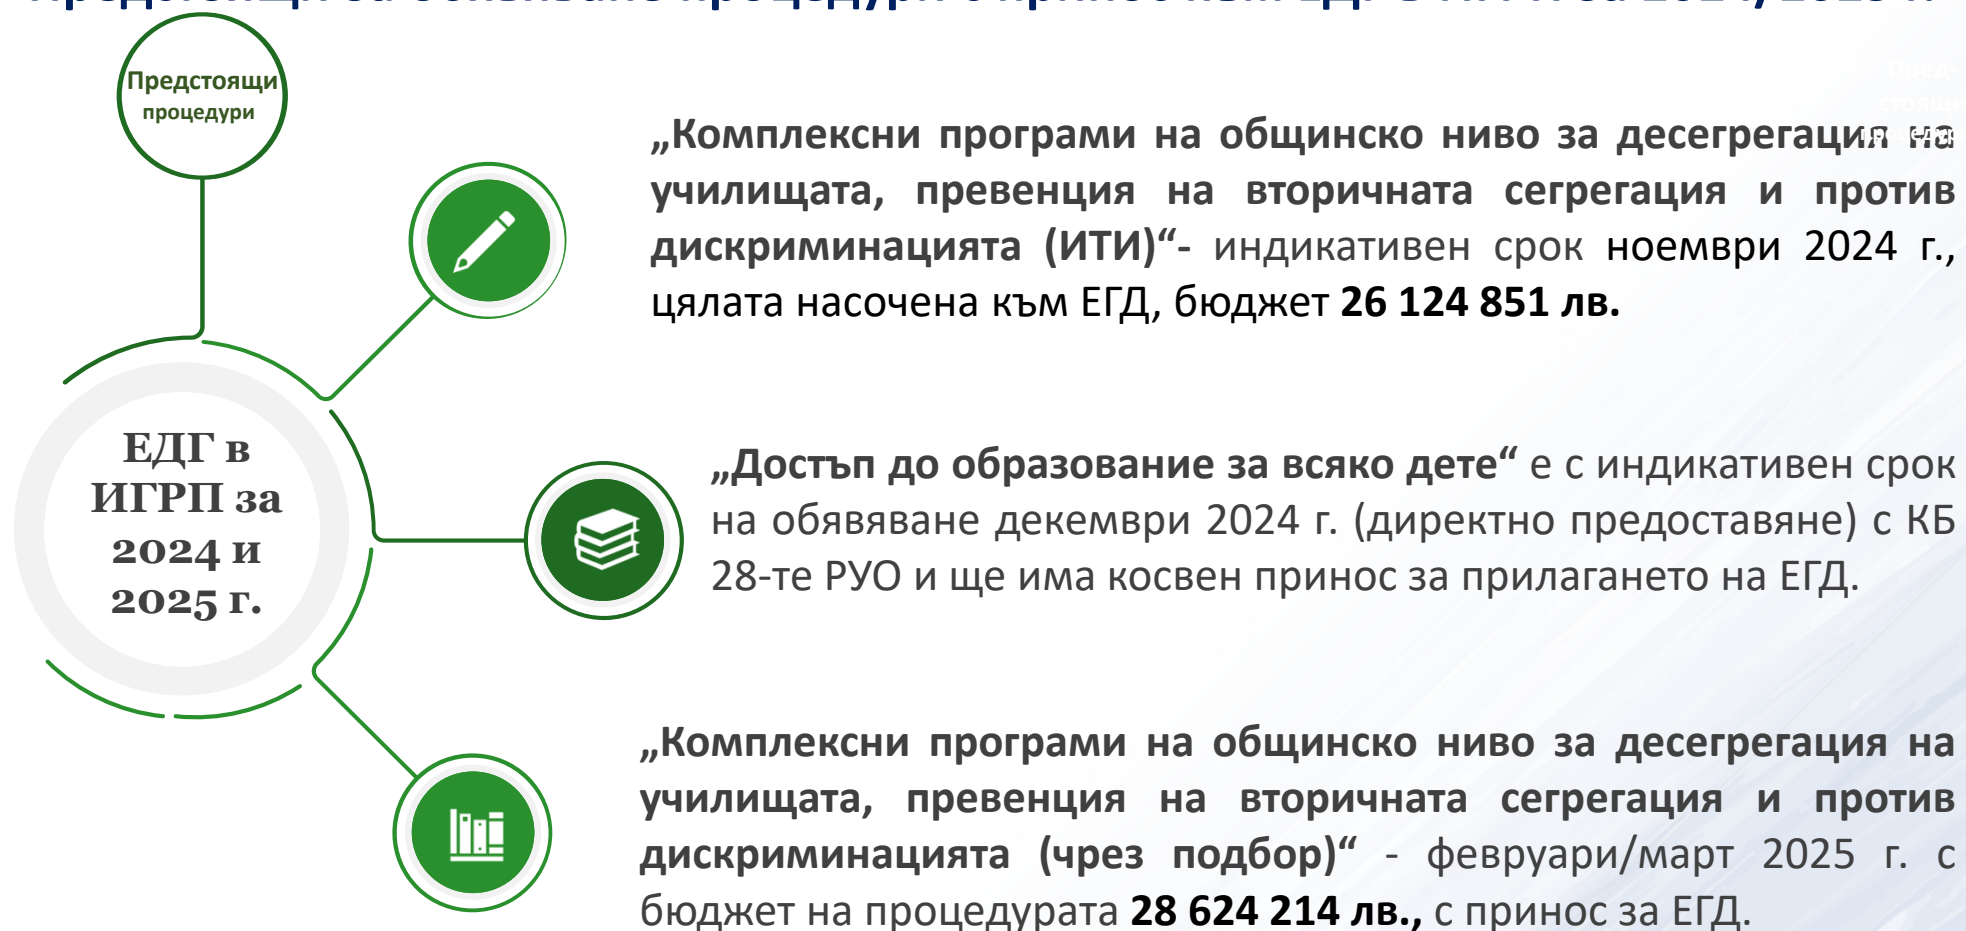 Предстоящи
процедури
„Комплексни програми на общинско ниво за десегрегация на
училищата, превенция на вторичната сегрегация и против
дискриминацията (ИТИ)“- индикативен срок ноември 2024 г.,
цялата насочена към ЕГД, бюджет 26 124 851 лв.
ЕДГ в
ИГРП за
2024 и
2025 г.
„Достъп до образование за всяко дете“ е с индикативен срок
на обявяване декември 2024 г. (директно предоставяне) с КБ
28-те РУО и ще има косвен принос за прилагането на ЕГД.
„Комплексни програми на общинско ниво за десегрегация на
училищата, превенция на вторичната сегрегация и против
дискриминацията (чрез подбор)“ - февруари/март 2025 г. с
бюджет на процедурата 28 624 214 лв., с принос за ЕГД.